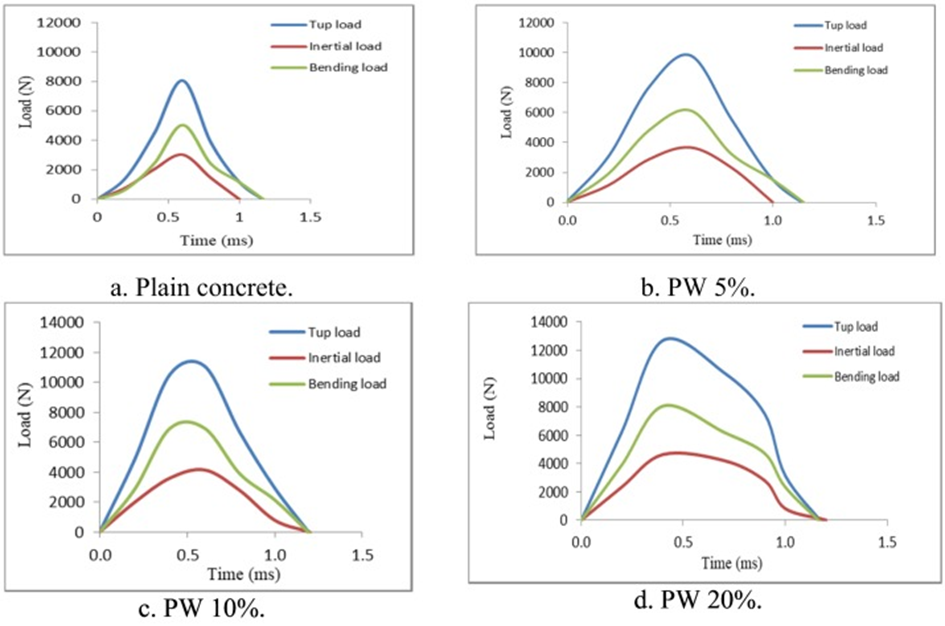 12000
10000
8000
6000
4000
2000
0
Load (N)
Tup load
Inertial load
Bending load
0 0.5 1.0 1.5
Time (ms)
a. Plain concrete.
12000
10000
8000
6000
4000
2000
0
Load (N)
Tup load
Inertial load
Bending load
0.0 0.5 1.0 1.5
Time (ms)
b. PW 5%.
14000
12000
10000
8000
6000
4000
2000
0
Load (N)
Tup load
Inertial load
Bending load
0.0 0.5 1.0 1.5
Time (ms)
c. PW 10%.
14000
12000
10000
8000
6000
4000
2000
0
Load (N)
Tup load
Inertial load
Bending load
0.0 0.5 1.0 1.5
Time (ms)
d. PW 20%.